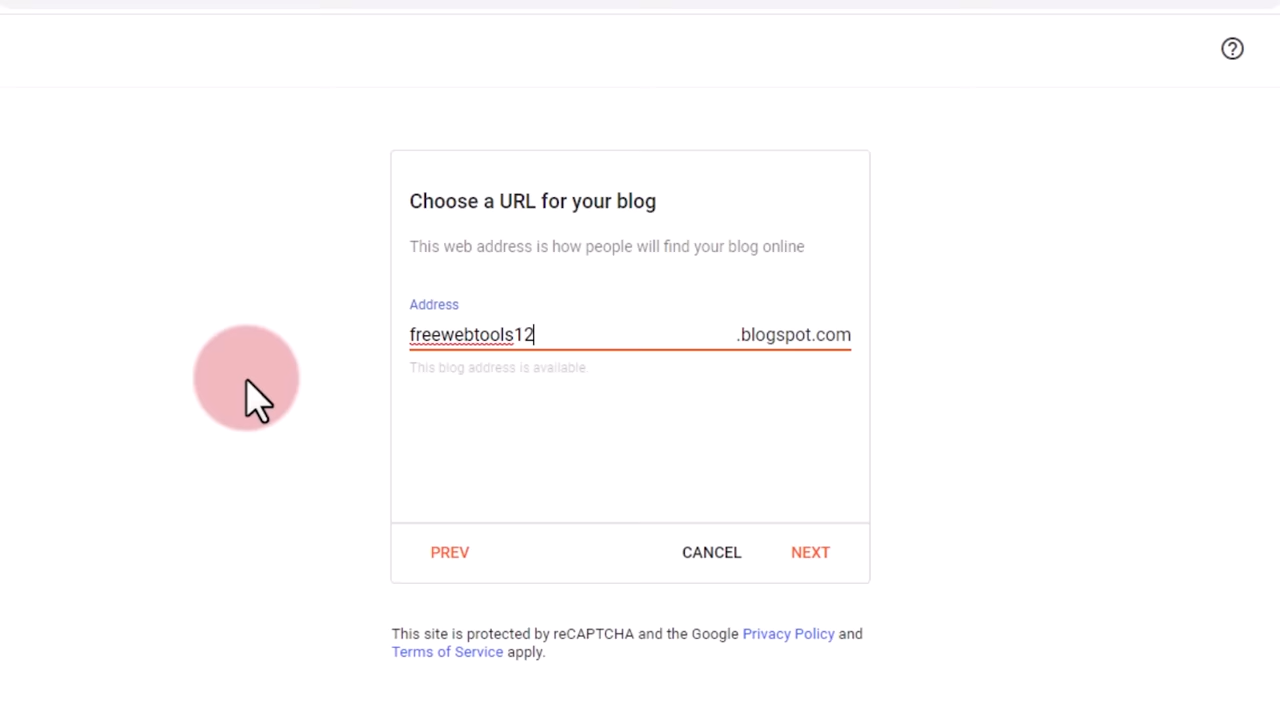 Choose a URL for your blog
This web address is how people will find your blog online
Address
freewebtools12 .blogspot.com
This blog address is available.
PREV CANCEL NEXT
This site is protected by reCAPTCHA and the Google Privacy Policy and
Terms of Service apply.